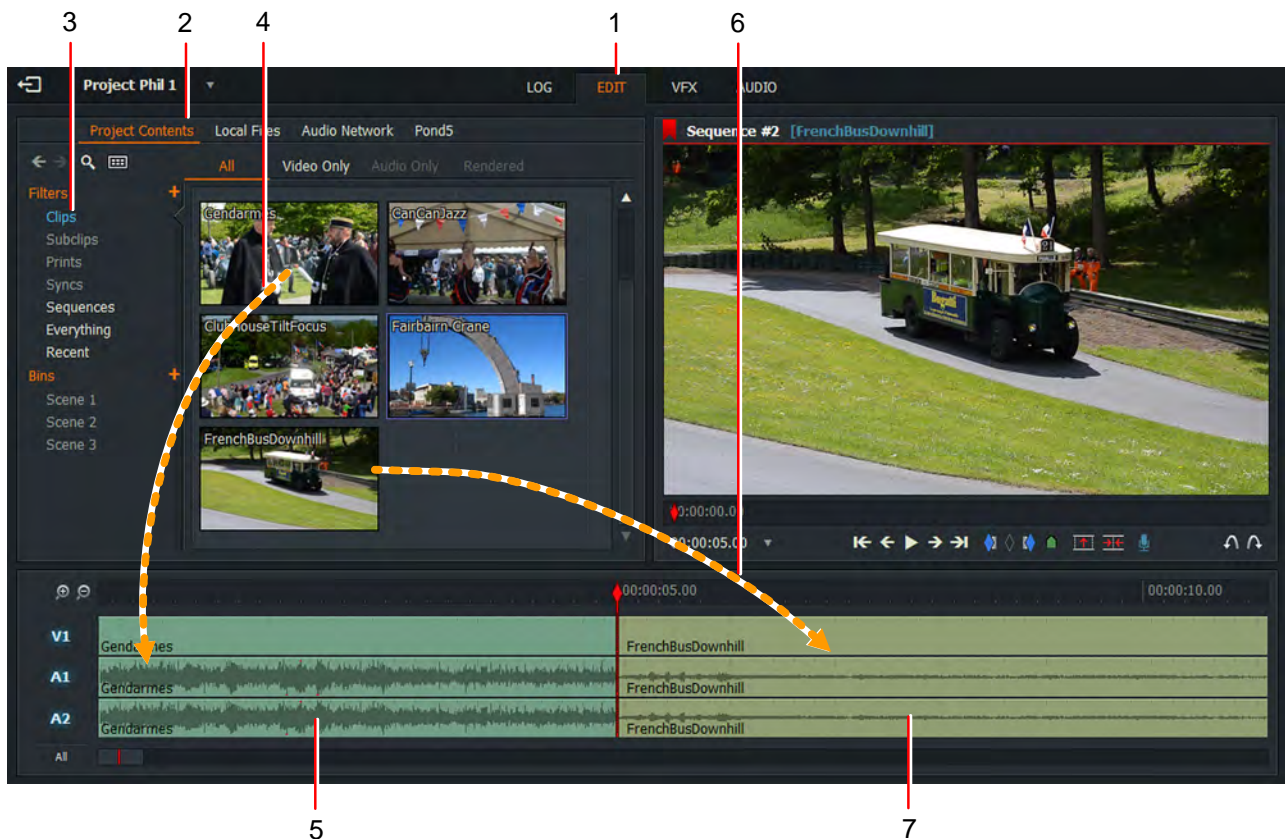 3 2 4 1 6
Project Phil 1 LOG EDIT VFX AUDIO
Project Contents Local Files Audio Network Pond5
Sequence #2 [FrenchBusDownhill]
All Video Only Audio Only Rendered
Filters +
Clips
Subclips
Prints
Syncs
Sequences
Everything
Recent
Bins +
Scene 1
Scene 2
Scene 3
Gendarmes CanCanJazz
ClubHouseTiltFocus Fairbairn Crane
FrenchBusDownhill
Bugatti
00:00:00.00
00:00:05.00
00:00:05.00 00:00:10.00
V1 Gendarmes FrenchBusDownhill
A1 Gendarmes FrenchBusDownhill
A2 Gendarmes FrenchBusDownhill
All
5 7